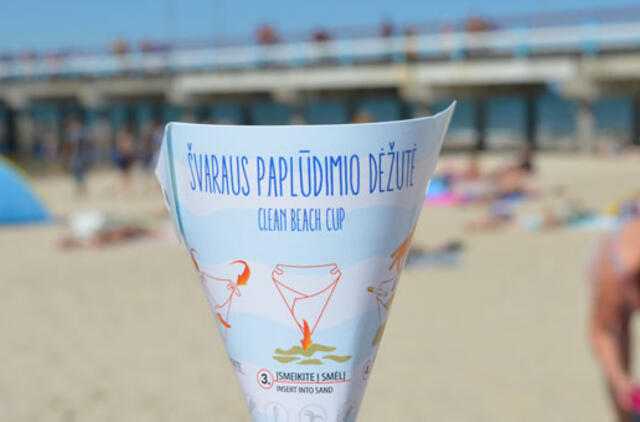 ŠVARAUS PAPLŪDIMIO DĖŽUTĖ
CLEAN BEACH CUP
3. ĮSMEIKITE Į SMĖLĮ
INSERT INTO SAND